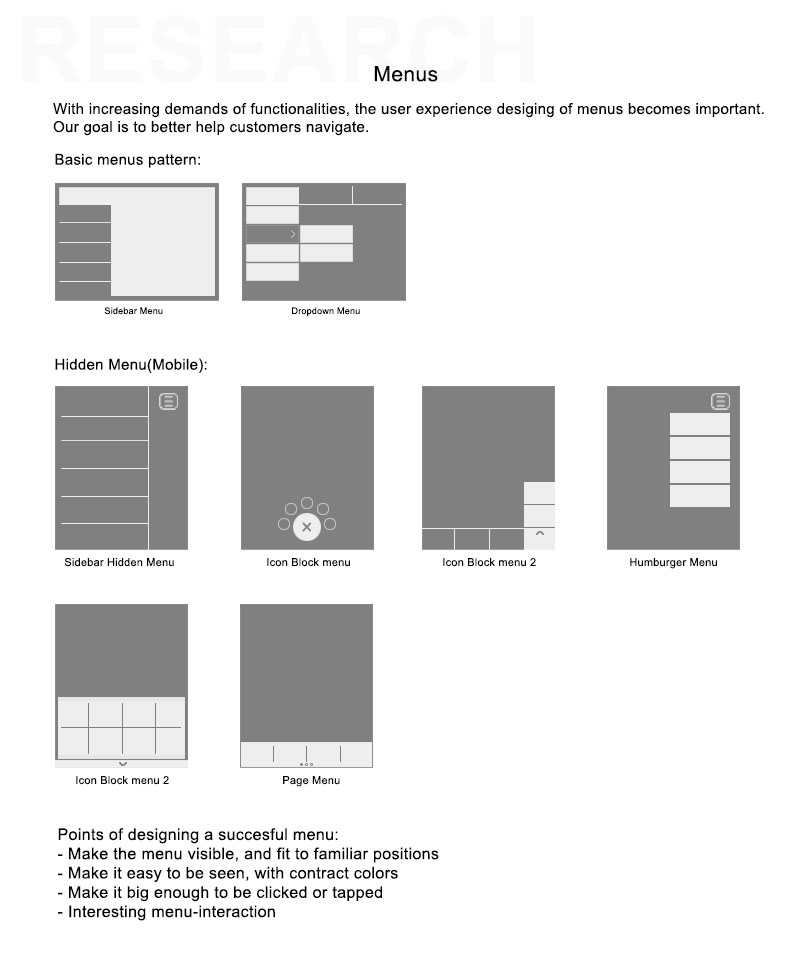 RESEARCH
Menus
With increasing demands of functionalities, the user experience desiging of menus becomes important.
Our goal is to better help customers navigate.
Basic menus pattern:
Sidebar Menu
Dropdown Menu
Hidden Menu(Mobile):
Sidebar Hidden Menu
Icon Block menu
Icon Block menu 2
Humburger Menu
Icon Block menu 2
Page Menu
Points of designing a succesful menu:
- Make the menu visible, and fit to familiar positions
- Make it easy to be seen, with contract colors
- Make it big enough to be clicked or tapped
- Interesting menu-interaction